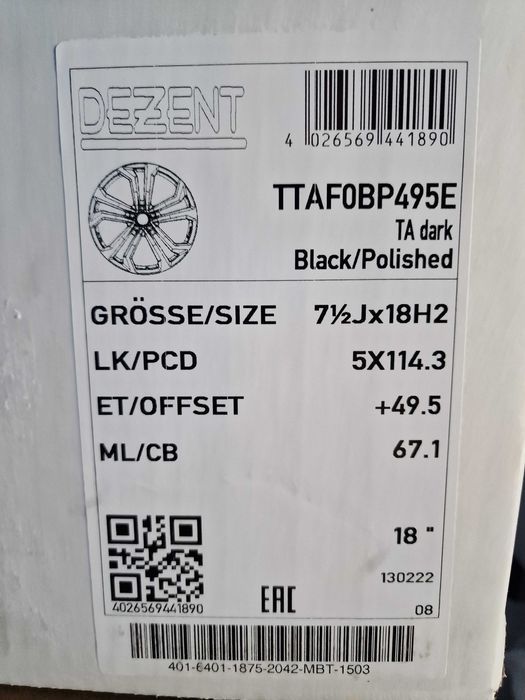 DEZENT
4 026569 441890
TTAF0BP495E
TA dark
Black/Polished
GRÖSSE/SIZE 7½Jx18H2
LK/PCD 5X114.3
ET/OFFSET +49.5
ML/CB 67.1
18 "
130222
4026569441890 EAC 08
401-6401-1875-2042-MBT-1503